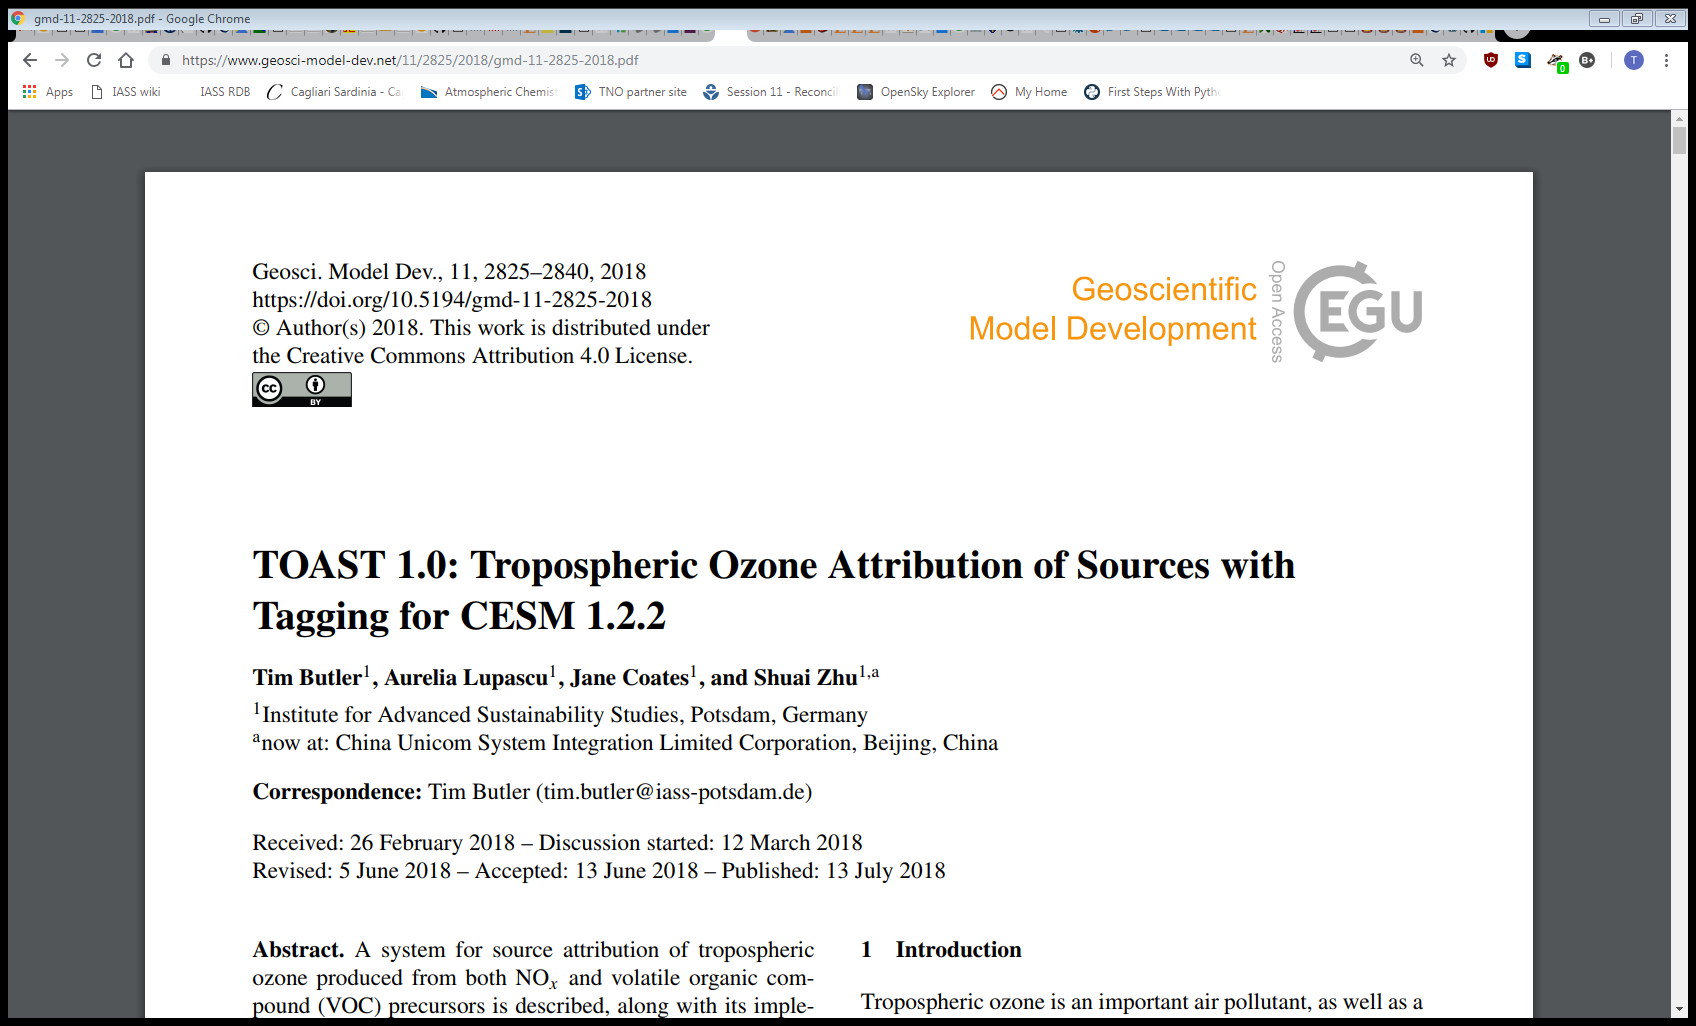 gmd-11-2825-2018.pdf - Google Chrome
https://www.geosci-model-dev.net/11/2825/2018/gmd-11-2825-2018.pdf
Apps IASS wiki IASS RDB Cagliari Sardinia - Ca Atmospheric Chemist TNO partner site Session 11 - Reconcil OpenSky Explorer My Home First Steps With Pyth
Geosci. Model Dev., 11, 2825–2840, 2018
https://doi.org/10.5194/gmd-11-2825-2018
© Author(s) 2018. This work is distributed under
the Creative Commons Attribution 4.0 License.
cc BY
Geoscientific
Model Development
Open Access
EGU
TOAST 1.0: Tropospheric Ozone Attribution of Sources with
Tagging for CESM 1.2.2
Tim Butler1, Aurelia Lupascu1, Jane Coates1, and Shuai Zhu1,a
1Institute for Advanced Sustainability Studies, Potsdam, Germany
anow at: China Unicom System Integration Limited Corporation, Beijing, China
Correspondence: Tim Butler (tim.butler@iass-potsdam.de)
Received: 26 February 2018 – Discussion started: 12 March 2018
Revised: 5 June 2018 – Accepted: 13 June 2018 – Published: 13 July 2018
Abstract. A system for source attribution of tropospheric
ozone produced from both NOx and volatile organic com-
pound (VOC) precursors is described, along with its imple-
1 Introduction
Tropospheric ozone is an important air pollutant, as well as a